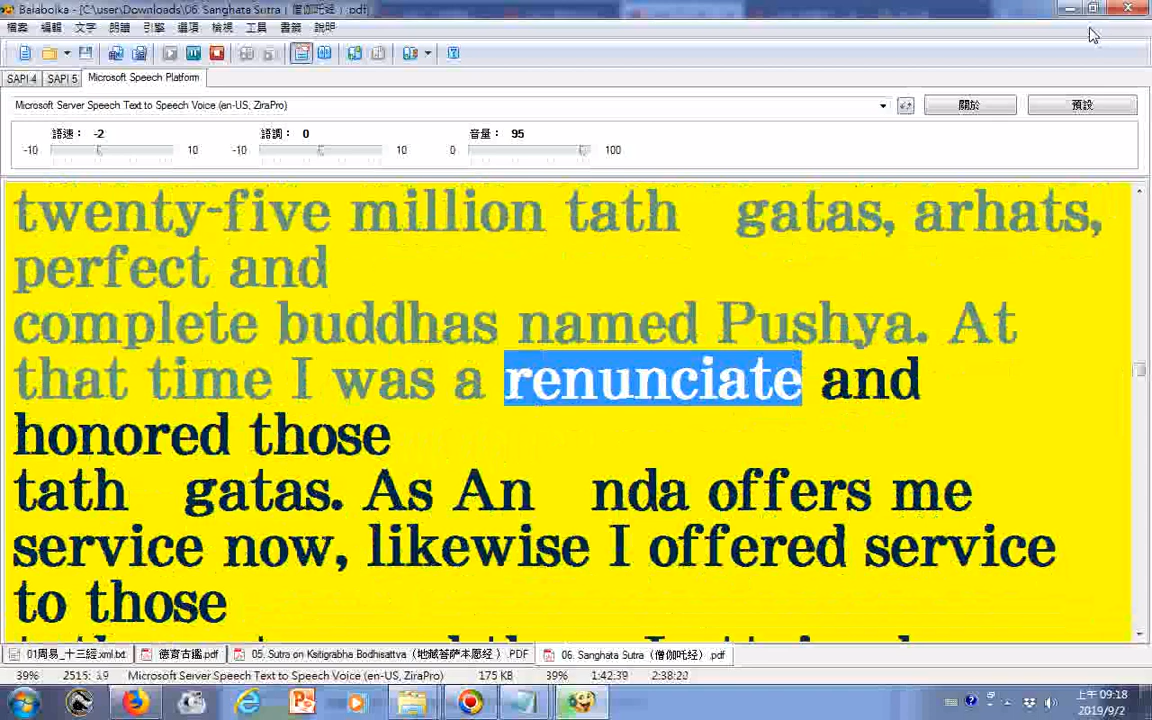 Balabolka - [C:\user\Downloads\06. Sanghata Sutra（僧伽吒经）.pdf]
檔案 編輯 文字 朗讀 引擎 選項 檢視 工具 書籤 說明
SAPI 4 SAPI 5 Microsoft Speech Platform
Microsoft Server Speech Text to Speech Voice (en-US, ZiraPro) 關於 預設
語速： -2 語調： 0 音量： 95
-10 10 -10 10 0 100
twenty-five million tath gatas, arhats,
perfect and
complete buddhas named Pushya. At
that time I was a renunciate and
honored those
tath gatas. As An nda offers me
service now, likewise I offered service
to those
01周易_十三經.xml.txt 德育古鑑.pdf 05. Sutra on Ksitigrabha Bodhisattva（地藏菩萨本愿经）.PDF 06. Sanghata Sutra（僧伽吒经）.pdf
39% 2515: 19 Microsoft Server Speech Text to Speech Voice (en-US, ZiraPro) 175 KB 39% 1:42:39 2:38:20
上午 09:18
2019/9/2